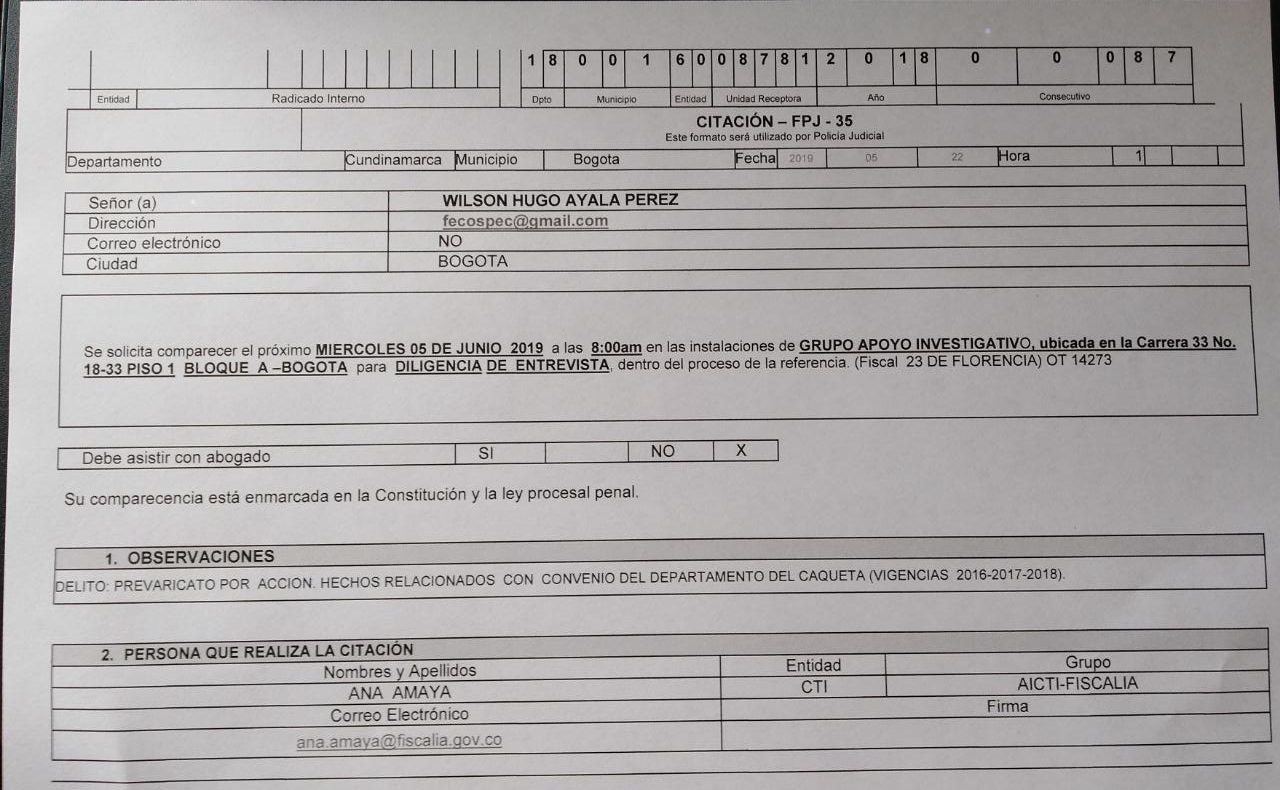 1 8 0 0 1 6 0 0 8 7 8 1 2 0 1 8 0 0 0 8 7
Entidad Radicado Interno Dpto Municipio Entidad Unidad Receptora Año Consecutivo
CITACIÓN – FPJ - 35
Este formato será utilizado por Policía Judicial
Departamento Cundinamarca Municipio Bogota Fecha 2019 05 22 Hora 1
Señor (a) WILSON HUGO AYALA PEREZ
Dirección fecospec@gmail.com
Correo electrónico NO
Ciudad BOGOTA
Se solicita comparecer el próximo MIERCOLES 05 DE JUNIO 2019 a las 8:00am en las instalaciones de GRUPO APOYO INVESTIGATIVO, ubicada en la Carrera 33 No.
18-33 PISO 1 BLOQUE A –BOGOTA para DILIGENCIA DE ENTREVISTA, dentro del proceso de la referencia. (Fiscal 23 DE FLORENCIA) OT 14273
Debe asistir con abogado SI NO X
Su comparecencia está enmarcada en la Constitución y la ley procesal penal.
1. OBSERVACIONES
DELITO: PREVARICATO POR ACCION. HECHOS RELACIONADOS CON CONVENIO DEL DEPARTAMENTO DEL CAQUETA (VIGENCIAS 2016-2017-2018).
2. PERSONA QUE REALIZA LA CITACIÓN
Nombres y Apellidos Entidad Grupo
ANA AMAYA CTI AICTI-FISCALIA
Correo Electrónico Firma
ana.amaya@fiscalia.gov.co